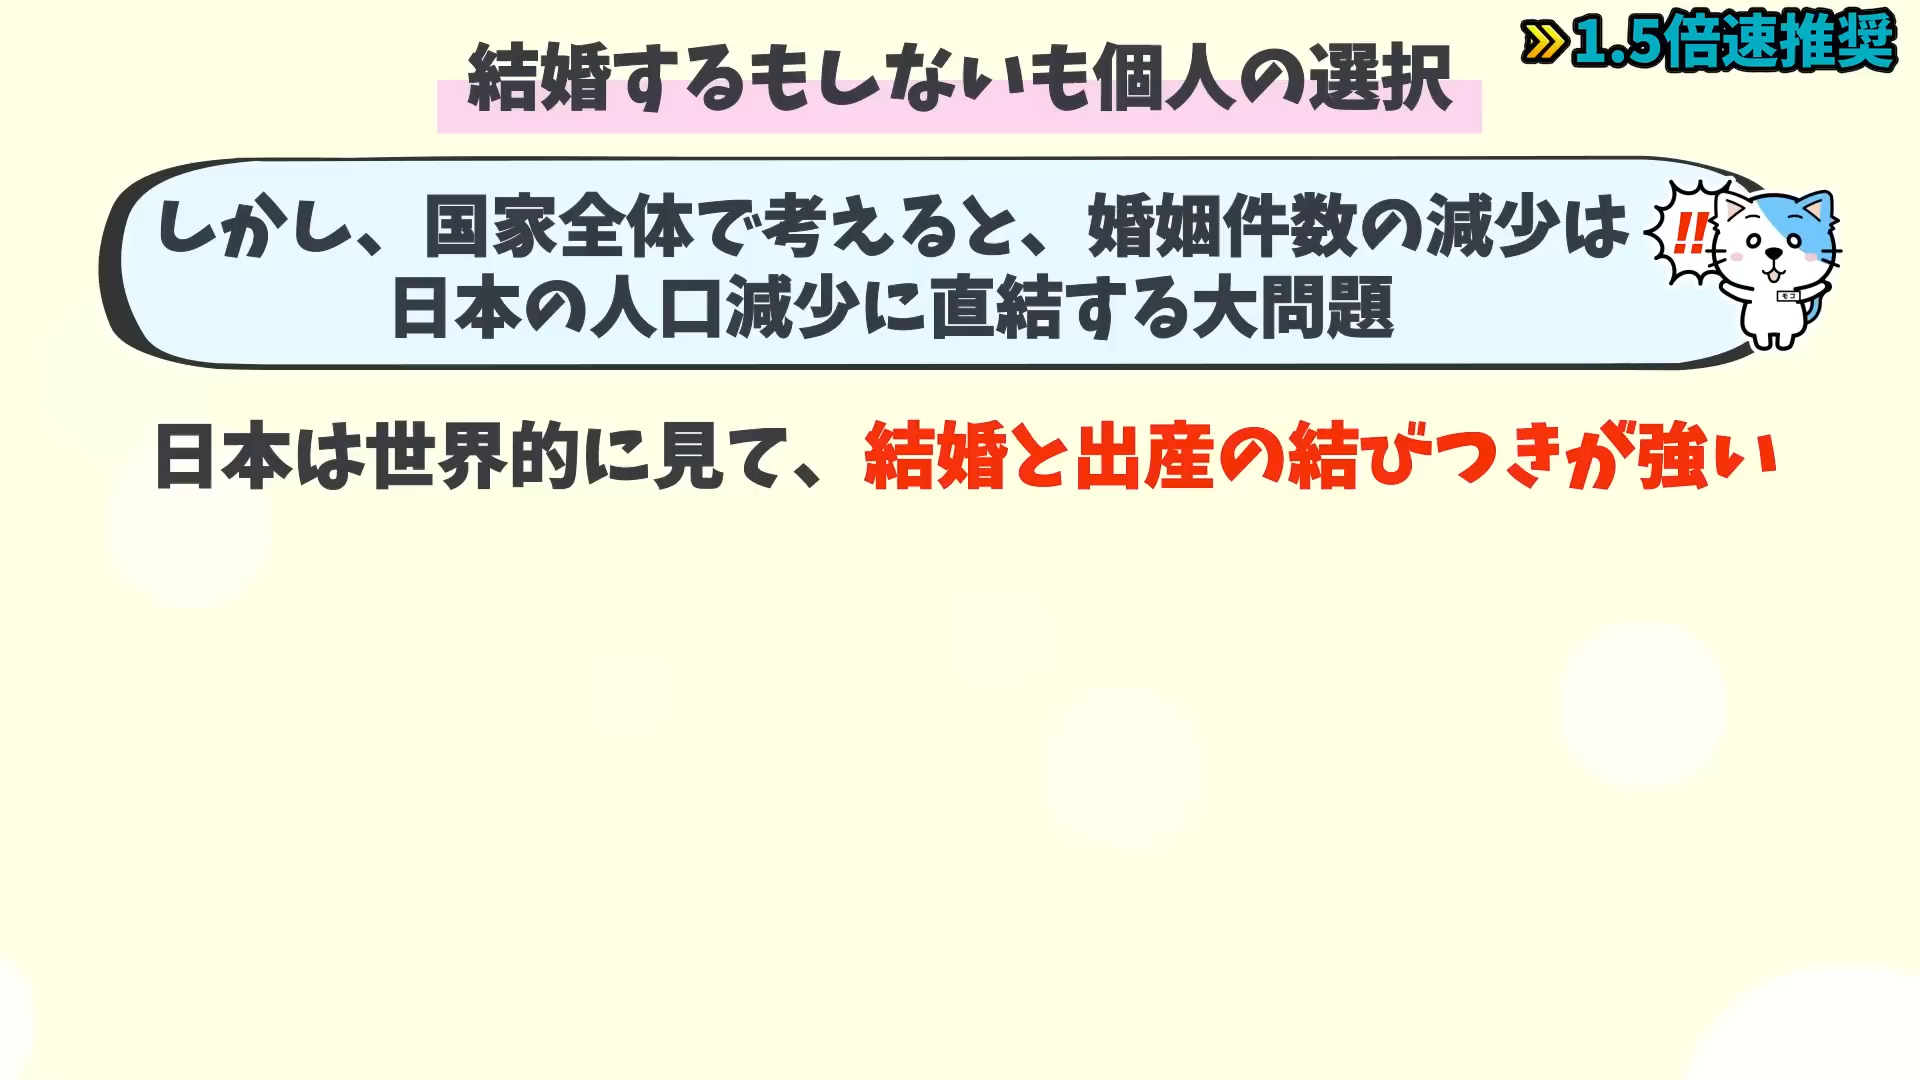 1.5倍速推奨
結婚するもしないも個人の選択
しかし、国家全体で考えると、婚姻件数の減少は
日本の人口減少に直結する大問題
!!
モコ
日本は世界的に見て、結婚と出産の結びつきが強い